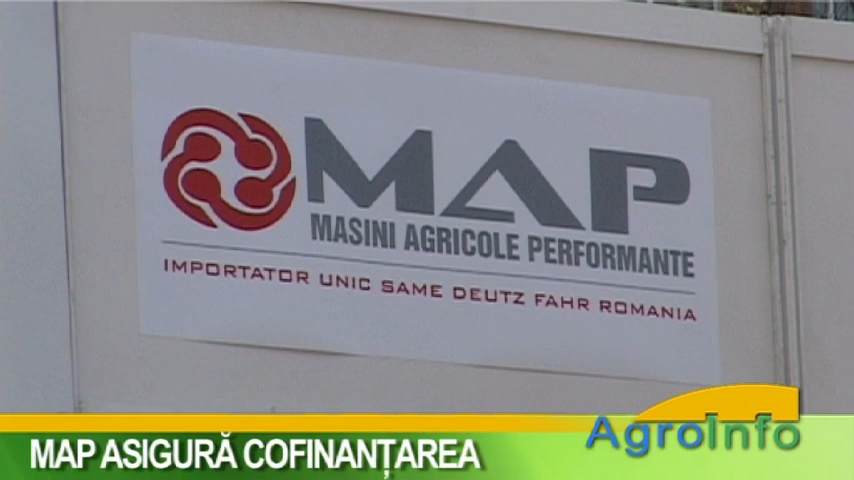 MAP
MASINI AGRICOLE PERFORMANTE
IMPORTATOR UNIC SAME DEUTZ FAHR ROMANIA
AgroInfo
MAP ASIGURĂ COFINANȚAREA